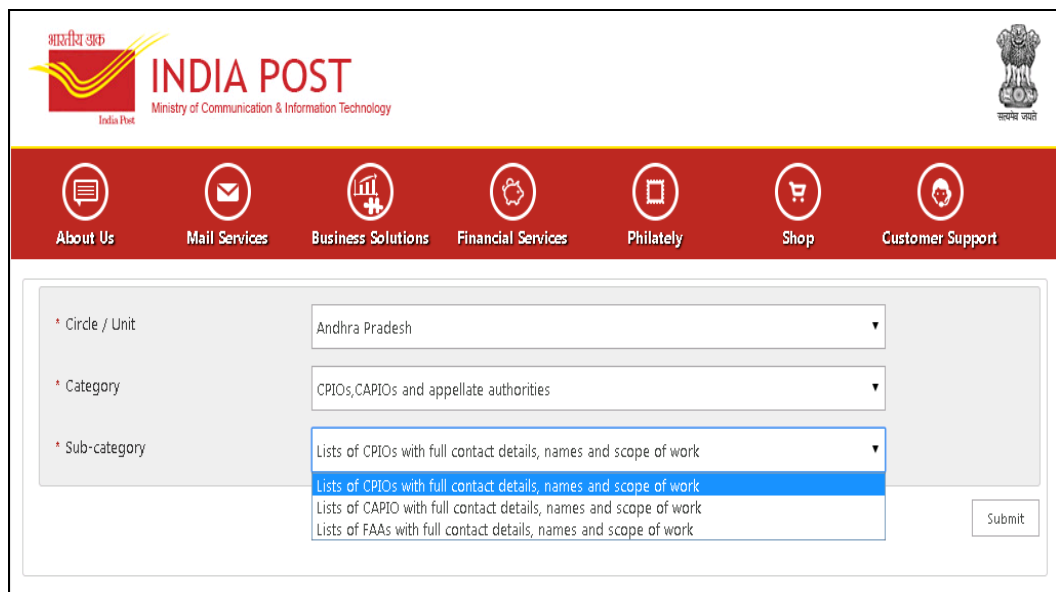 भारतीय डाक
India Post
INDIA POST
Ministry of Communication & Information Technology
सत्यमेव जयते
About Us
Mail Services
Business Solutions
Financial Services
Philately
Shop
Customer Support
* Circle / Unit
Andhra Pradesh
* Category
CPIOs,CAPIOs and appellate authorities
* Sub-category
Lists of CPIOs with full contact details, names and scope of work
Lists of CPIOs with full contact details, names and scope of work
Lists of CAPIO with full contact details, names and scope of work
Lists of FAAs with full contact details, names and scope of work
Submit